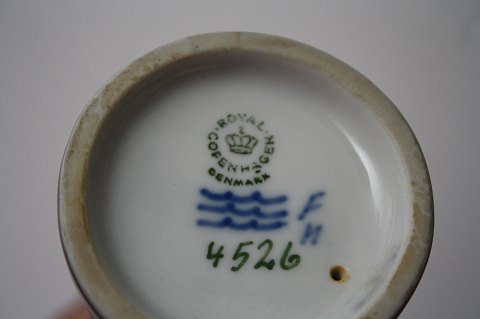 ROYAL
COPENHAGEN
DENMARK
F
H
4526